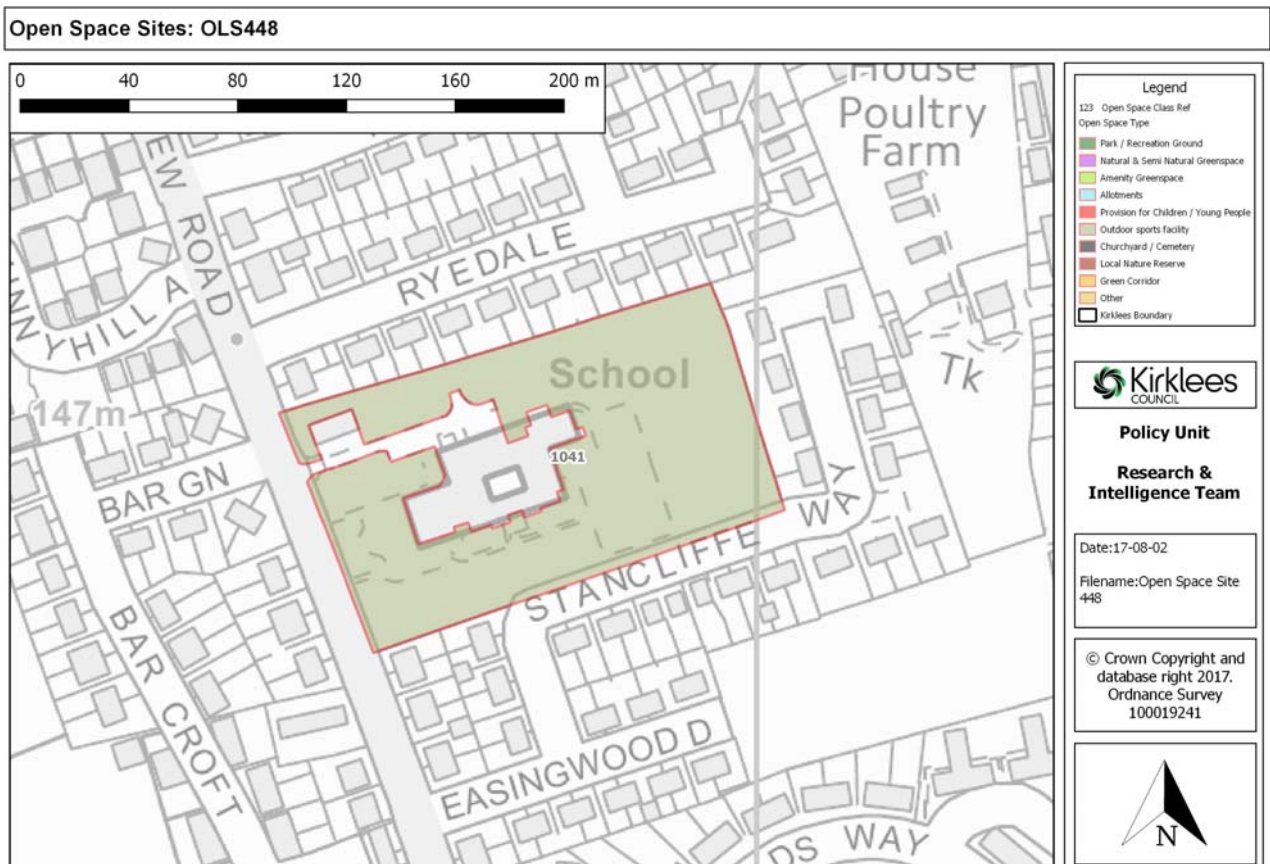 Open Space Sites: OLS448
0 40 80 120 160 200 m
House
Poultry
Farm
EW ROAD
RYEDALE
NNYHILL A
School
Tk
147m
1041
BAR GN
STANCLIFFE WAY
BAR CROFT
EASINGWOOD D
DS WAY
Legend
123 Open Space Class Ref
Open Space Type
Park / Recreation Ground
Natural & Semi Natural Greenspace
Amenity Greenspace
Allotments
Provision for Children / Young People
Outdoor sports facility
Churchyard / Cemetery
Local Nature Reserve
Green Corridor
Other
Kirklees Boundary
Kirklees
COUNCIL
Policy Unit
Research &
Intelligence Team
Date:17-08-02
Filename:Open Space Site
448
© Crown Copyright and
database right 2017.
Ordnance Survey
100019241
N